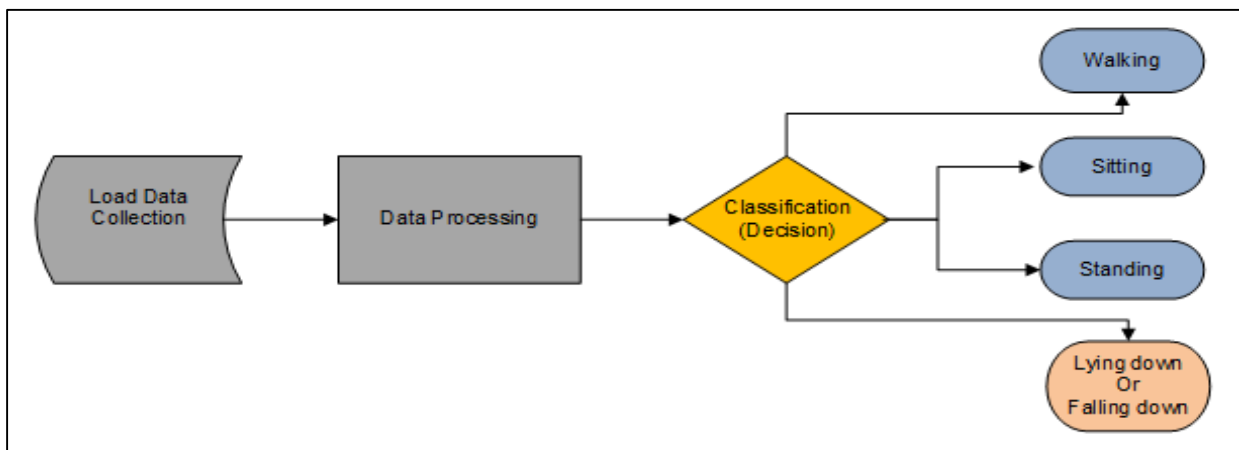 Load Data
Collection
Data Processing
Classification
(Decision)
Walking
Sitting
Standing
Lying down
Or
Falling down